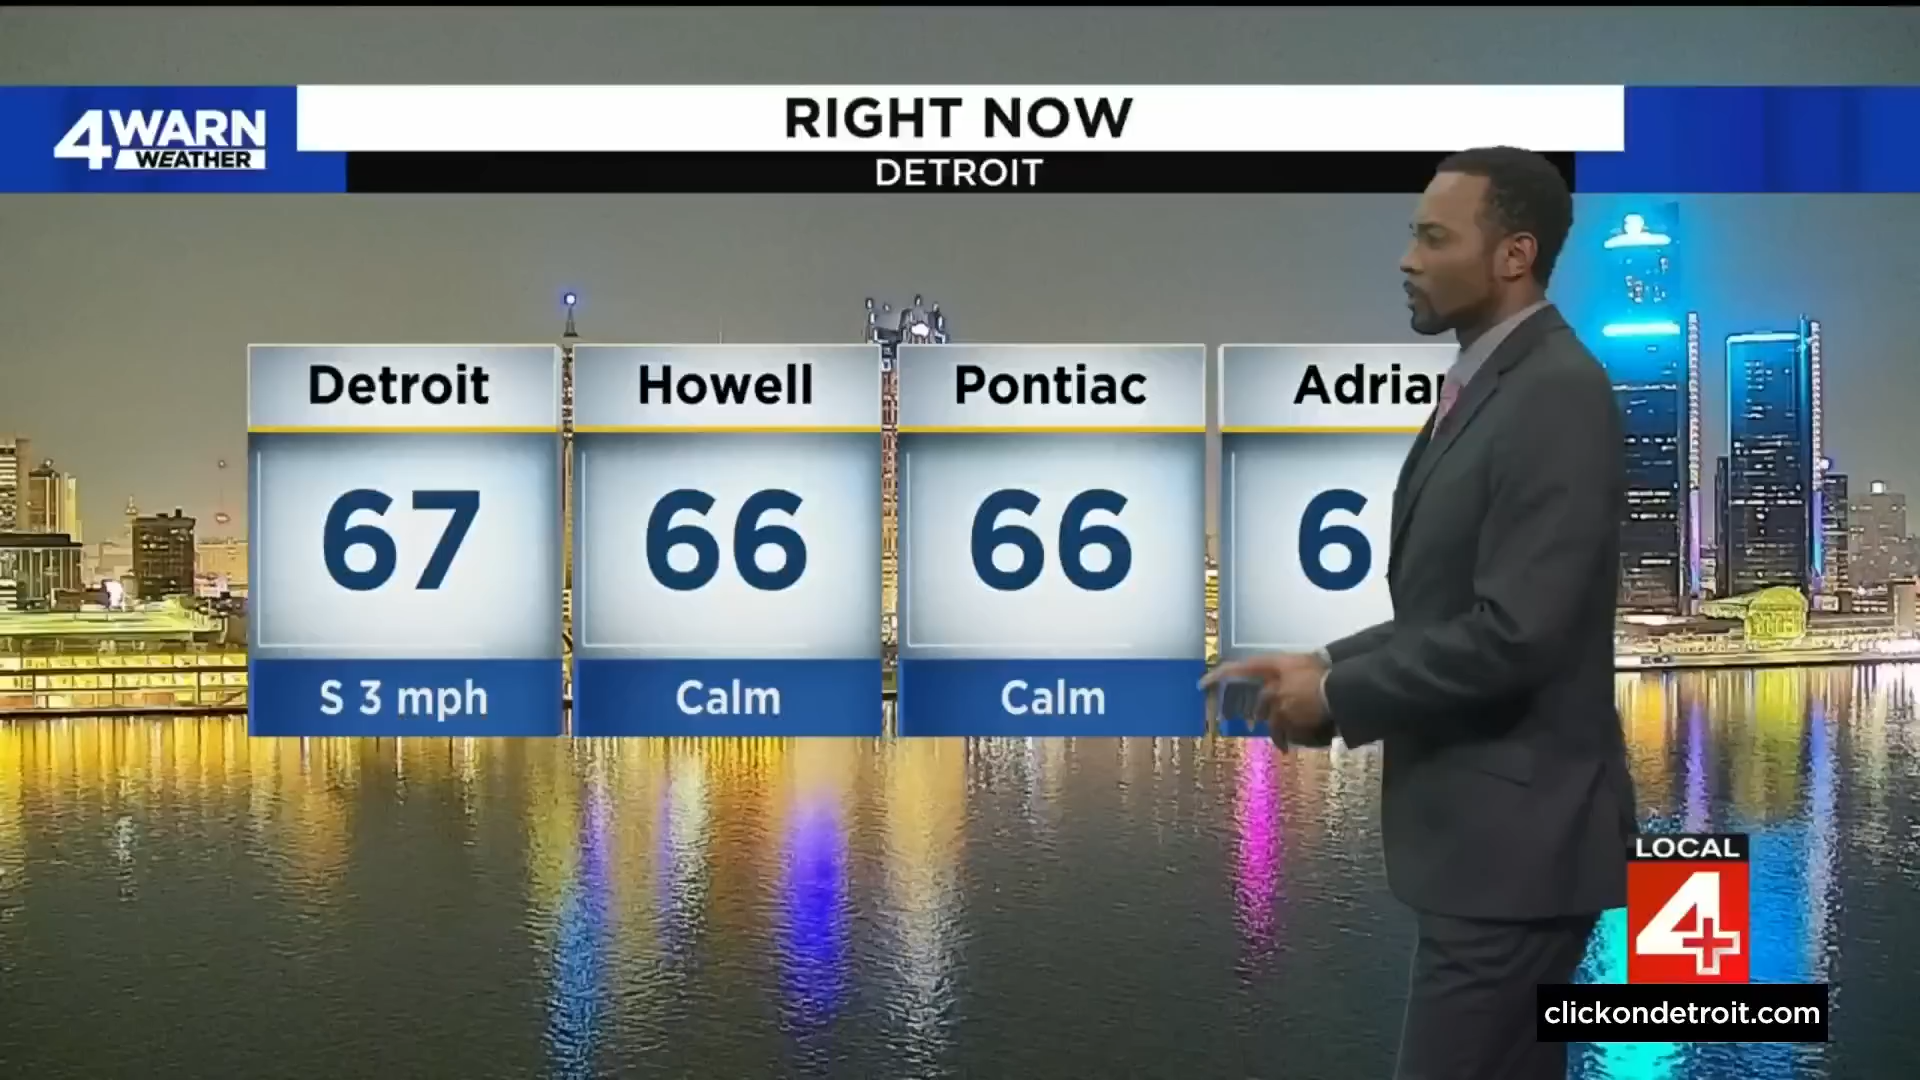 4WARN
WEATHER
RIGHT NOW
DETROIT
Detroit
Howell
Pontiac
67
66
66
S 3 mph
Calm
Calm
LOCAL
4+
clickondetroit.com